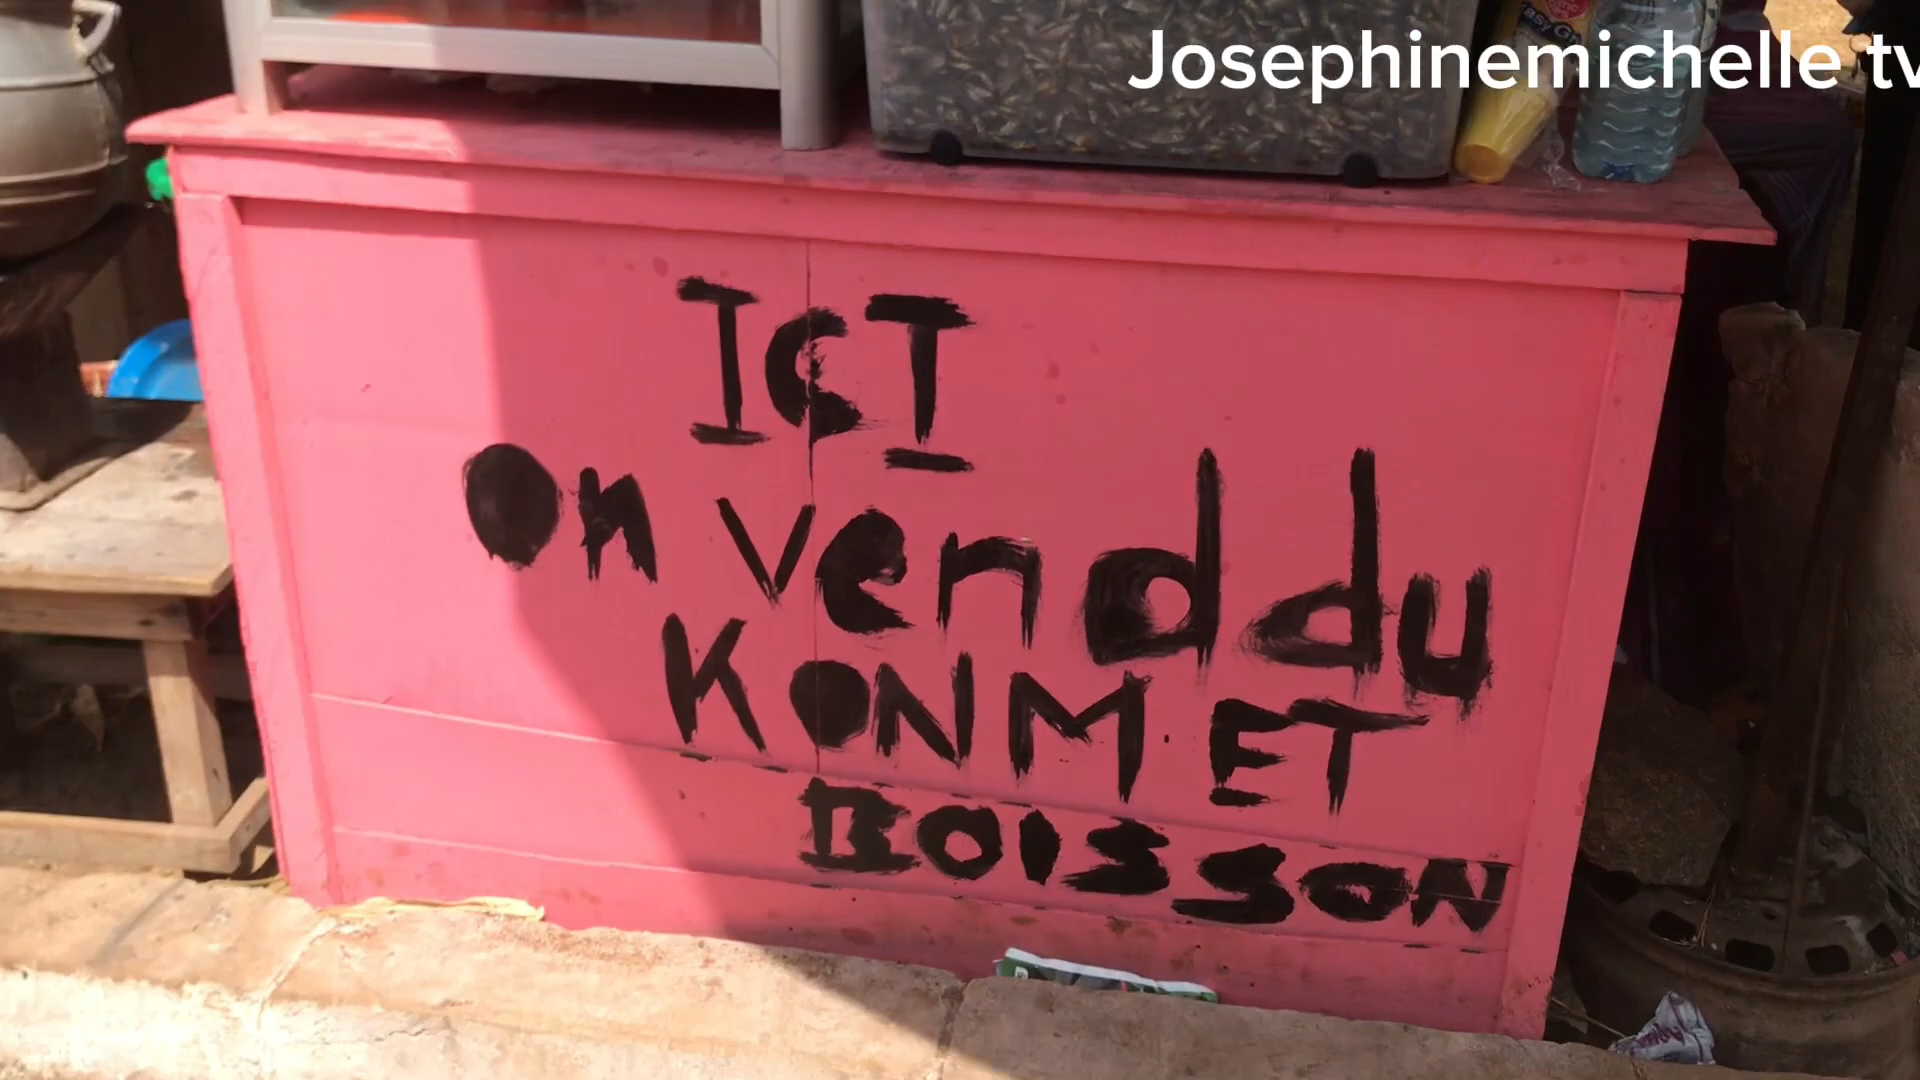 Josephinemichelle tv
ICI
on venddu
KONM ET
BOISSON